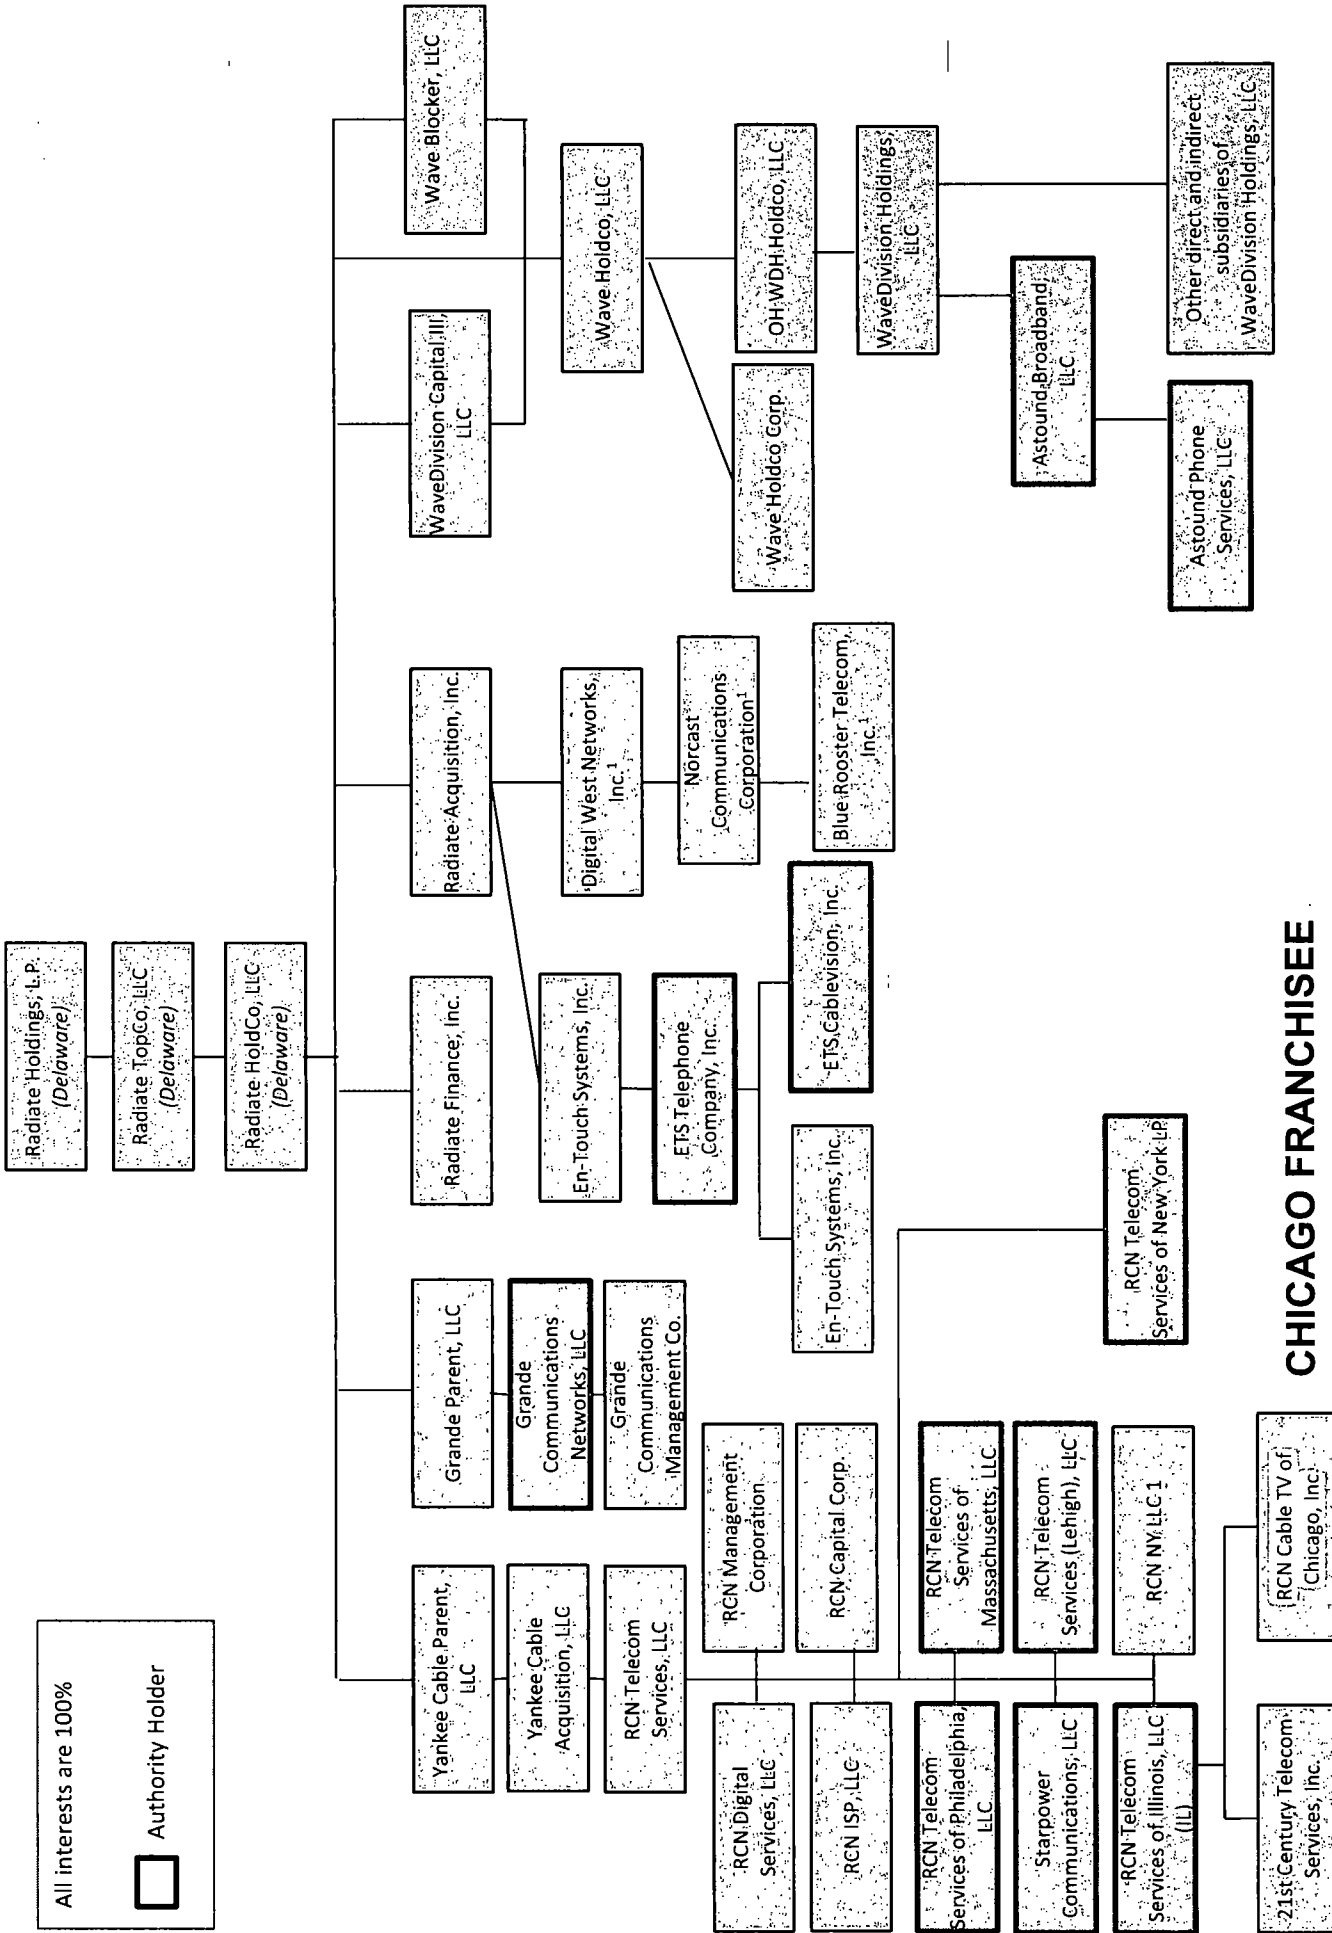 All interests are 100%
Authority Holder
Radiate Holdings, L.P.
(Delaware)
Radiate TopCo, LLC
(Delaware)
Radiate HoldCo, LLC
(Delaware)
Yankee Cable Parent,
LLC
Grande Parent, LLC
Radiate Finance, Inc.
Radiate Acquisition, Inc.
WaveDivision Capital III,
LLC
Wave Blocker, LLC
Yankee Cable
Acquisition, LLC
Grande
Communications
Networks, LLC
En-Touch Systems, Inc.
Digital West Networks,
Inc.1
Wave Holdco, LLC
RCN Telecom
Services, LLC
Grande
Communications
Management Co.
ETS Telephone
Company, Inc.
Norcast
Communications
Corporation1
RCN Digital
Services, LLC
RCN Management
Corporation
Wave Holdco Corp.
OH WDH Holdco, LLC
RCN ISP, LLC
RCN Capital Corp.
En-Touch Systems, Inc.
ETS Cablevision, Inc.
Blue Rooster Telecom,
Inc.1
WaveDivision Holdings,
LLC
RCN Telecom
Services of Philadelphia,
LLC
RCN Telecom
Services of
Massachusetts, LLC
Starpower
Communications, LLC
RCN Telecom
Services (Lehigh), LLC
Astound Broadband,
LLC
RCN Telecom
Services of Illinois, LLC
(IL)
RCN NY LLC 1
RCN Telecom
Services of New York LP
Astound Phone
Services, LLC
Other direct and indirect
subsidiaries of
WaveDivision Holdings, LLC
21st Century Telecom
Services, Inc.
RCN Cable TV of
Chicago, Inc.
CHICAGO FRANCHISEE